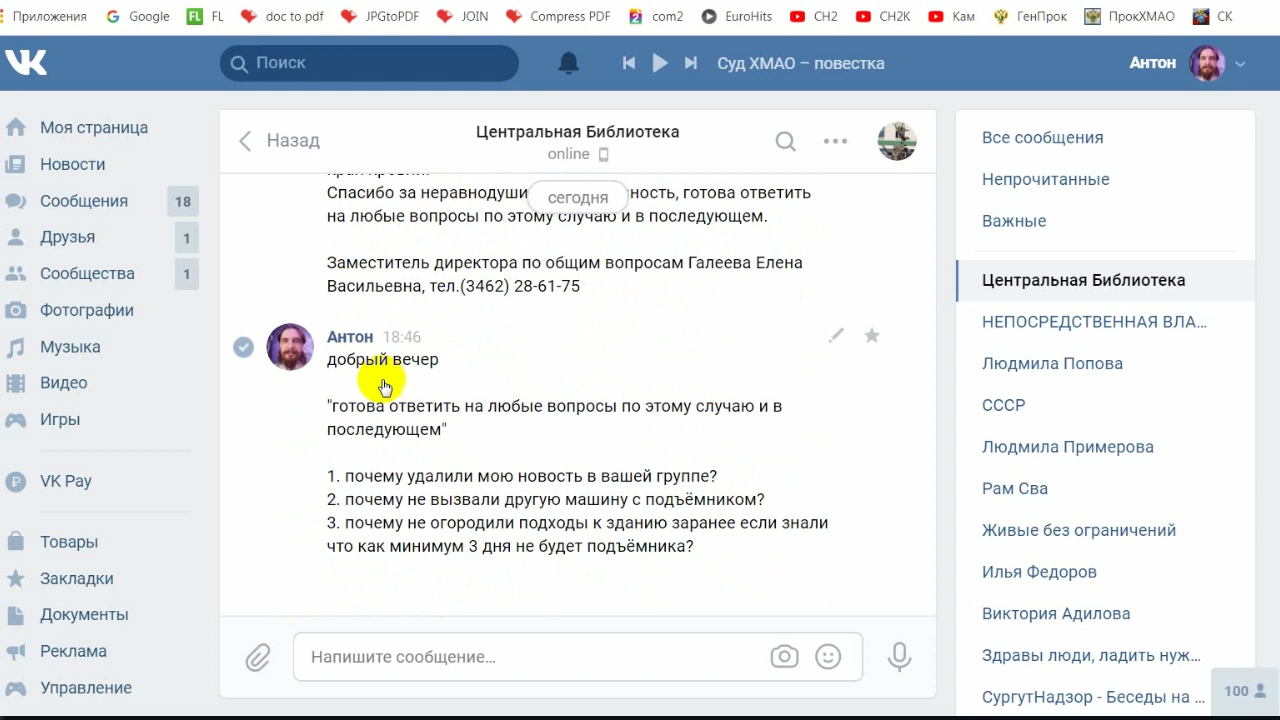 Приложения Google FL FL doc to pdf JPGtoPDF JOIN Compress PDF 2 com2 EuroHits СН2 СН2К Кам ГенПрок ПрокХМАО СК
Поиск
Суд ХМАО – повестка
Антон
Моя страница
Новости
Сообщения 18
Друзья 1
Сообщества 1
Фотографии
Музыка
Видео
Игры
VK Pay
Товары
Закладки
Документы
Реклама
Управление
Назад
Центральная Библиотека
online
Спасибо за неравнодуши
сегодня
ность, готова ответить
на любые вопросы по этому случаю и в последующем.
Заместитель директора по общим вопросам Галеева Елена
Васильевна, тел.(3462) 28-61-75
Антон 18:46
добрый вечер
"готова ответить на любые вопросы по этому случаю и в
последующем"
1. почему удалили мою новость в вашей группе?
2. почему не вызвали другую машину с подъёмником?
3. почему не огородили подходы к зданию заранее если знали
что как минимум 3 дня не будет подъёмника?
Напишите сообщение...
Все сообщения
Непрочитанные
Важные
Центральная Библиотека
НЕПОСРЕДСТВЕННАЯ ВЛА...
Людмила Попова
СССР
Людмила Примерова
Рам Сва
Живые без ограничений
Илья Федоров
Виктория Адилова
Здравы люди, ладить нуж...
СургутНадзор - Беседы на ...
100